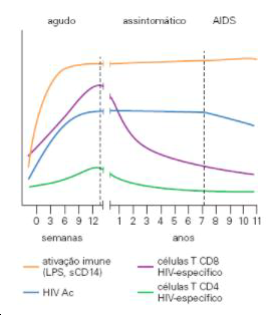 agudo assintomático AIDS
0 3 6 9 12 1 2 3 4 5 6 7 8 9 10 11
semanas anos
ativação imune
(LPS, sCD14)
HIV Ac
células T CD8
HIV-específico
células T CD4
HIV-específico